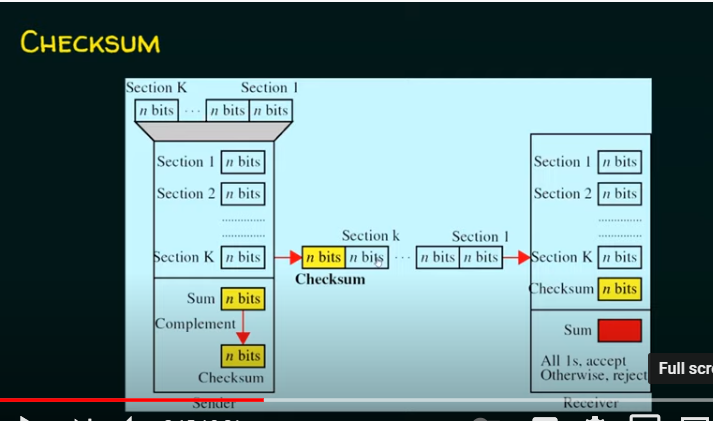 CHECKSUM
Section K Section 1
n bits ... n bits n bits
Section 1 n bits
Section 2 n bits
Section K n bits
Sum n bits
Complement
n bits
Checksum
Sender
Section k Section 1
n bits n bits ... n bits n bits
Checksum
Section 1 n bits
Section 2 n bits
Section K n bits
Checksum n bits
Sum
All 1s, accept
Otherwise, reject
Receiver
Full scre